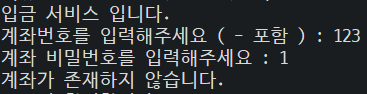 입금 서비스 입니다.
계좌번호를 입력해주세요 ( - 포함 ) : 123
계좌 비밀번호를 입력해주세요 : 1
계좌가 존재하지 않습니다.